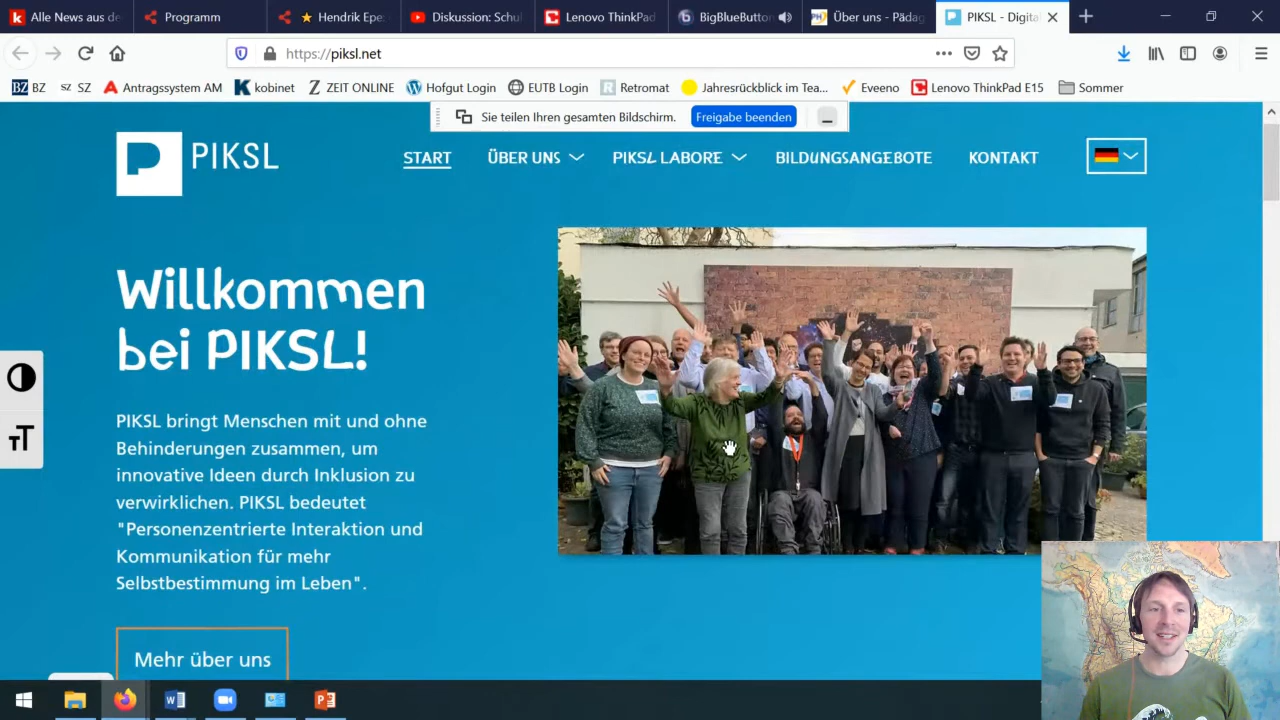 Alle News aus de
Programm
Hendrik Epe:
Diskussion: Schul
Lenovo ThinkPad
BigBlueButton
Über uns - Pädag
PIKSL - Digita
https://piksl.net
BZ BZ
SZ SZ
Antragssystem AM
kobinet
ZEIT ONLINE
Hofgut Login
EUTB Login
Retromat
Jahresrückblick im Tea...
Eveeno
Lenovo ThinkPad E15
Sommer
Sie teilen Ihren gesamten Bildschirm.
Freigabe beenden
PIKSL
START
ÜBER UNS
PIKSL LABORE
BILDUNGSANGEBOTE
KONTAKT
Willkommen
bei PIKSL!
PIKSL bringt Menschen mit und ohne
Behinderungen zusammen, um
innovative Ideen durch Inklusion zu
verwirklichen. PIKSL bedeutet
"Personenzentrierte Interaktion und
Kommunikation für mehr
Selbstbestimmung im Leben".
Mehr über uns